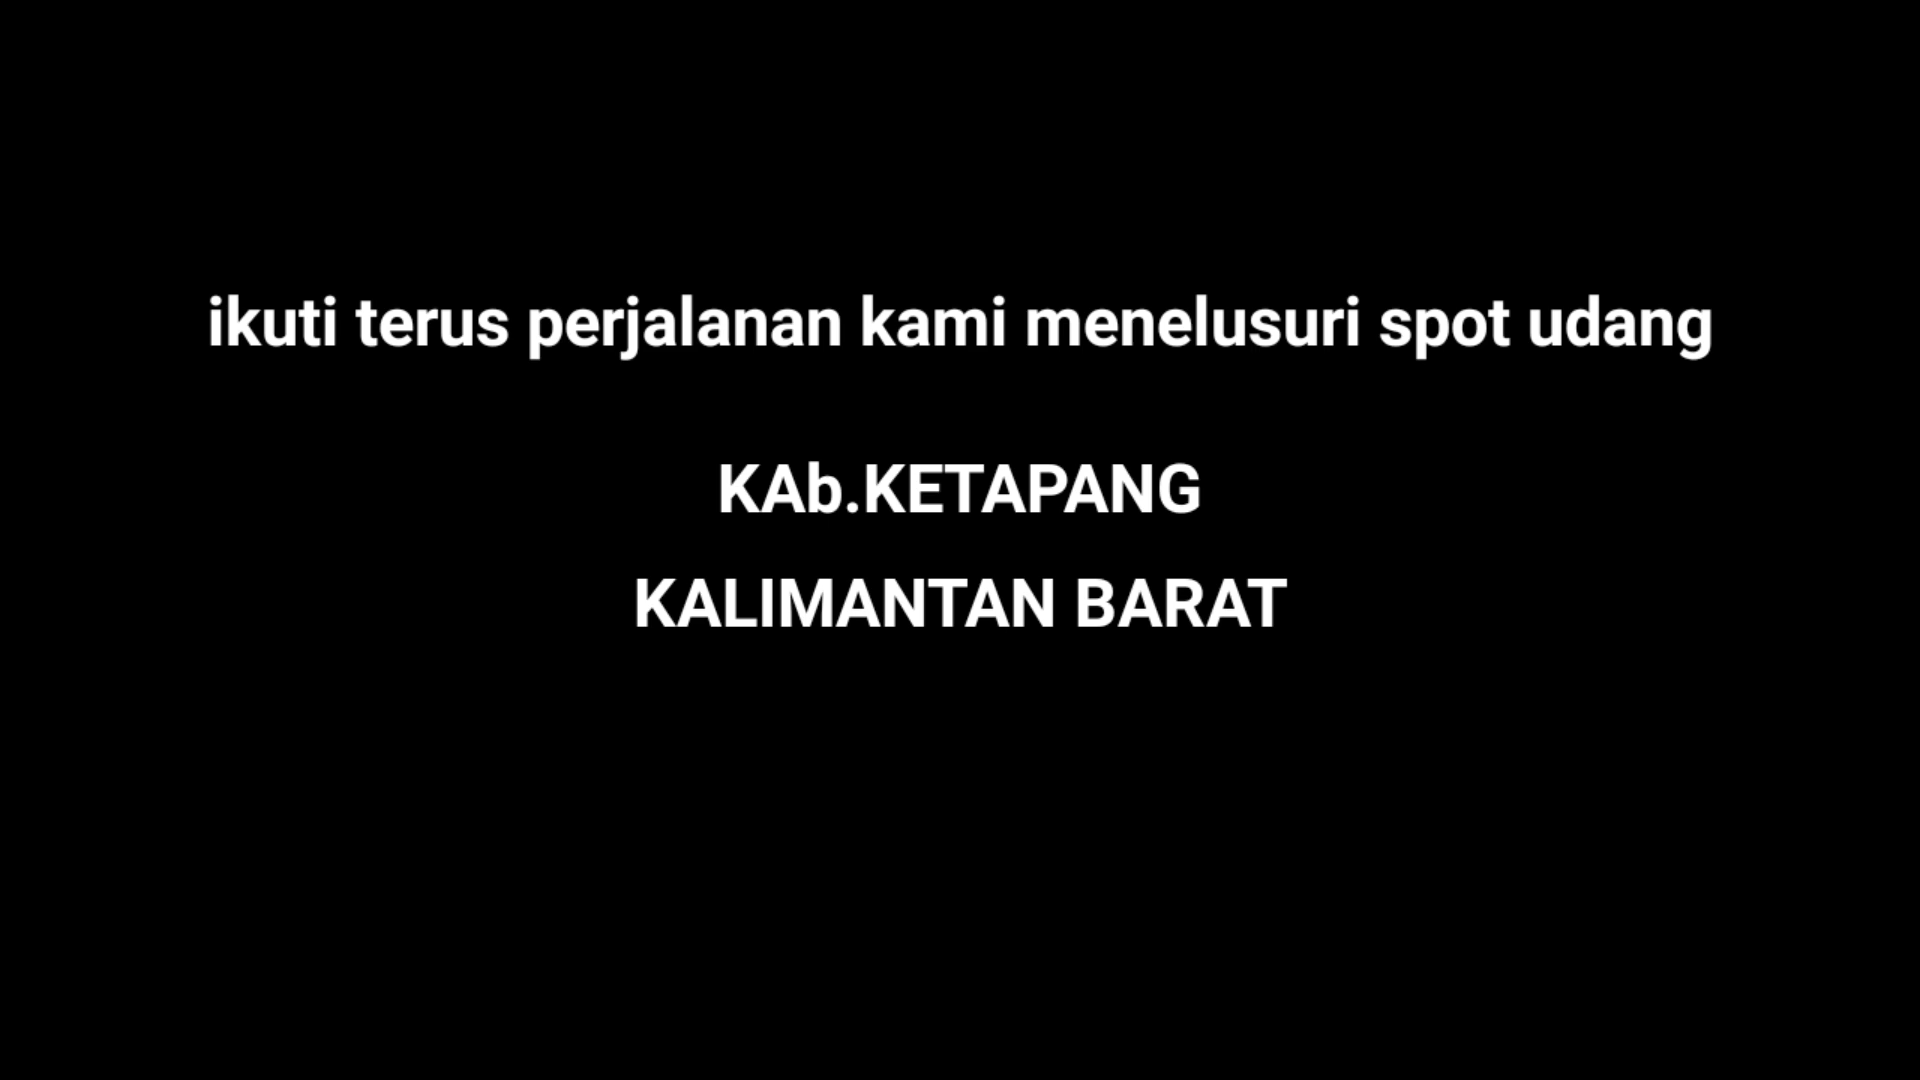 ikuti terus perjalanan kami menelusuri spot udang
KAb.KETAPANG
KALIMANTAN BARAT